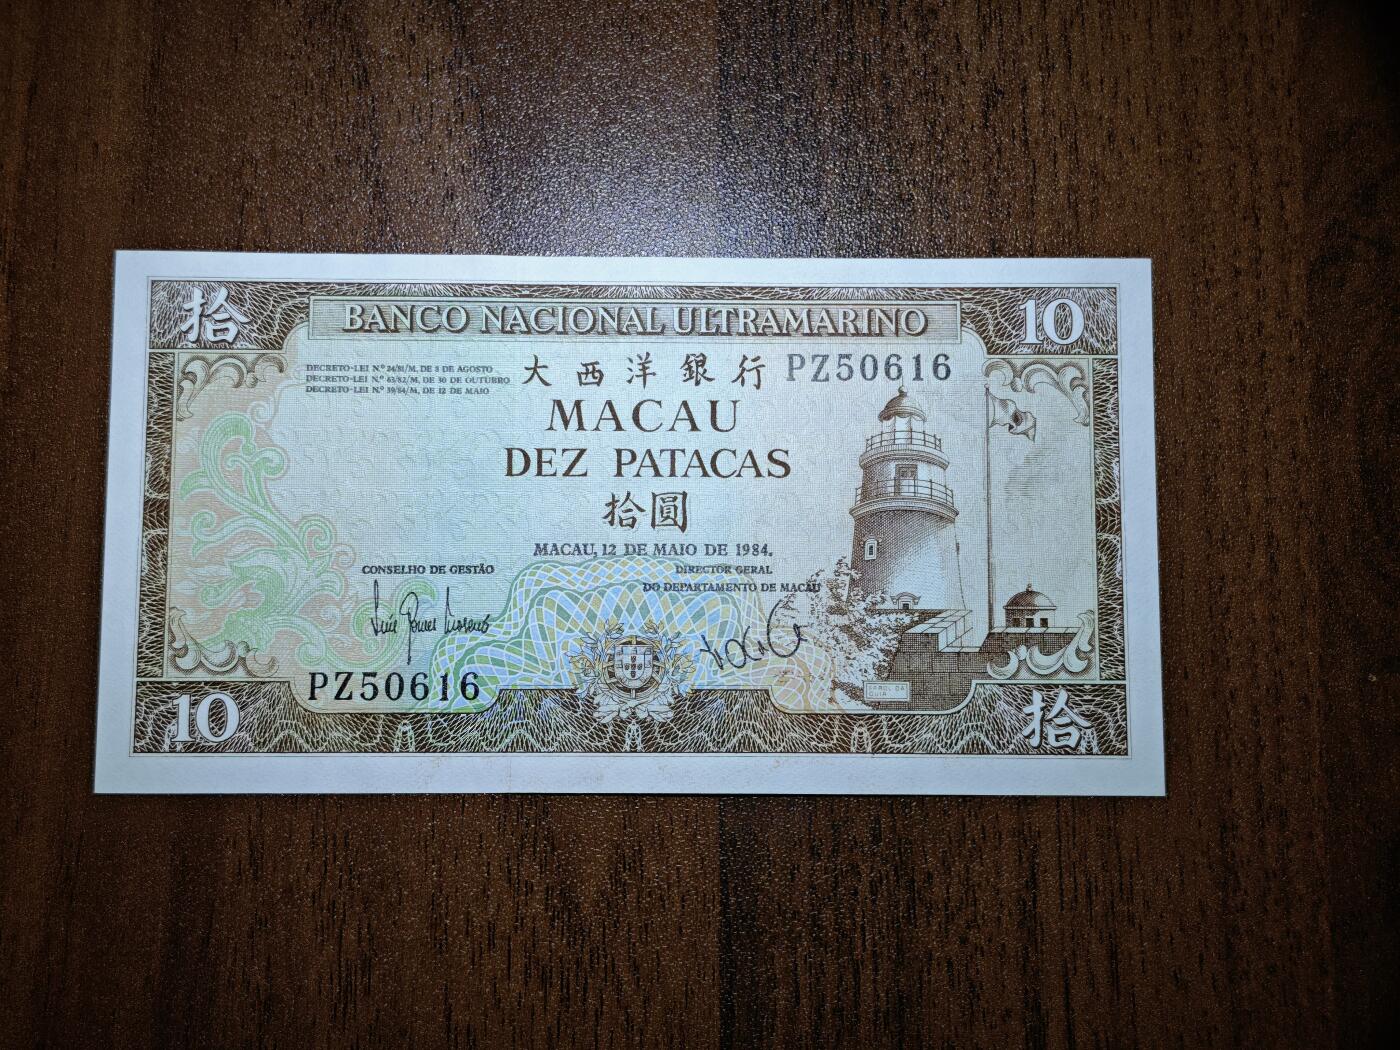 拾
BANCO NACIONAL ULTRAMARINO
10
DECRETO-LEI N.º 24/81/M, DE 8 DE AGOSTO
DECRETO-LEI N.º 63/82/M, DE 30 DE OUTUBRO
DECRETO-LEI N.º 39/84/M, DE 12 DE MAIO
大西洋銀行 PZ50616
MACAU
DEZ PATACAS
拾圓
MACAU, 12 DE MAIO DE 1984.
CONSELHO DE GESTÃO
DIRECTOR GERAL
DO DEPARTAMENTO DE MACAU
PZ50616
FAROL DA
GUIA
10
拾